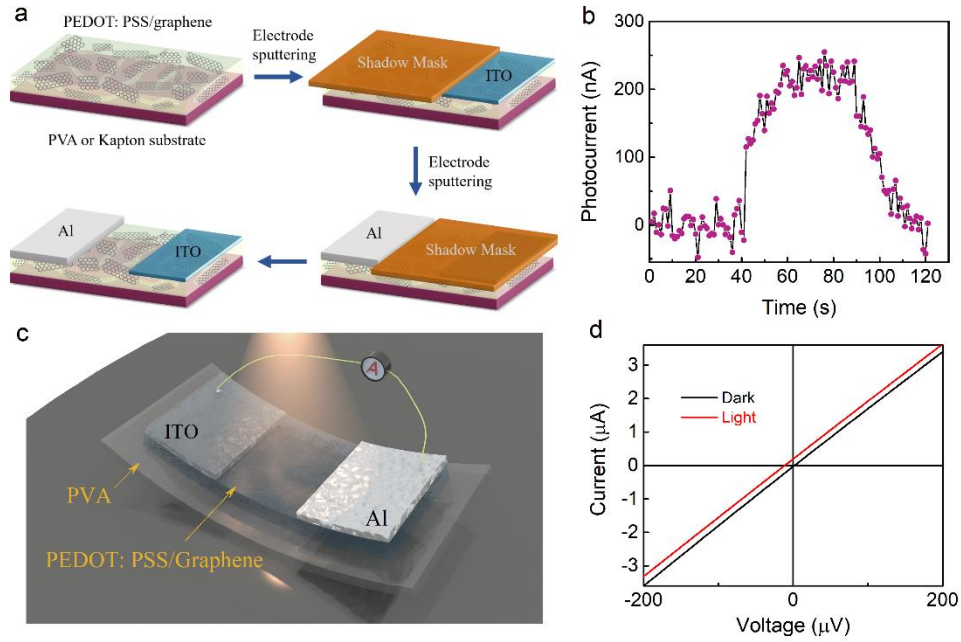 a
PEDOT: PSS/graphene
PVA or Kapton substrate
Electrode
sputtering
Shadow Mask
ITO
Electrode
sputtering
Al
Shadow Mask
Al
ITO
b
300
200
100
0
0
20
40
60
80
100
120
Photocurrent (nA)
Time (s)
c
A
ITO
PVA
Al
PEDOT: PSS/Graphene
d
Dark
Light
3
2
1
0
-1
-2
-3
-200
0
200
Current (μA)
Voltage (μV)